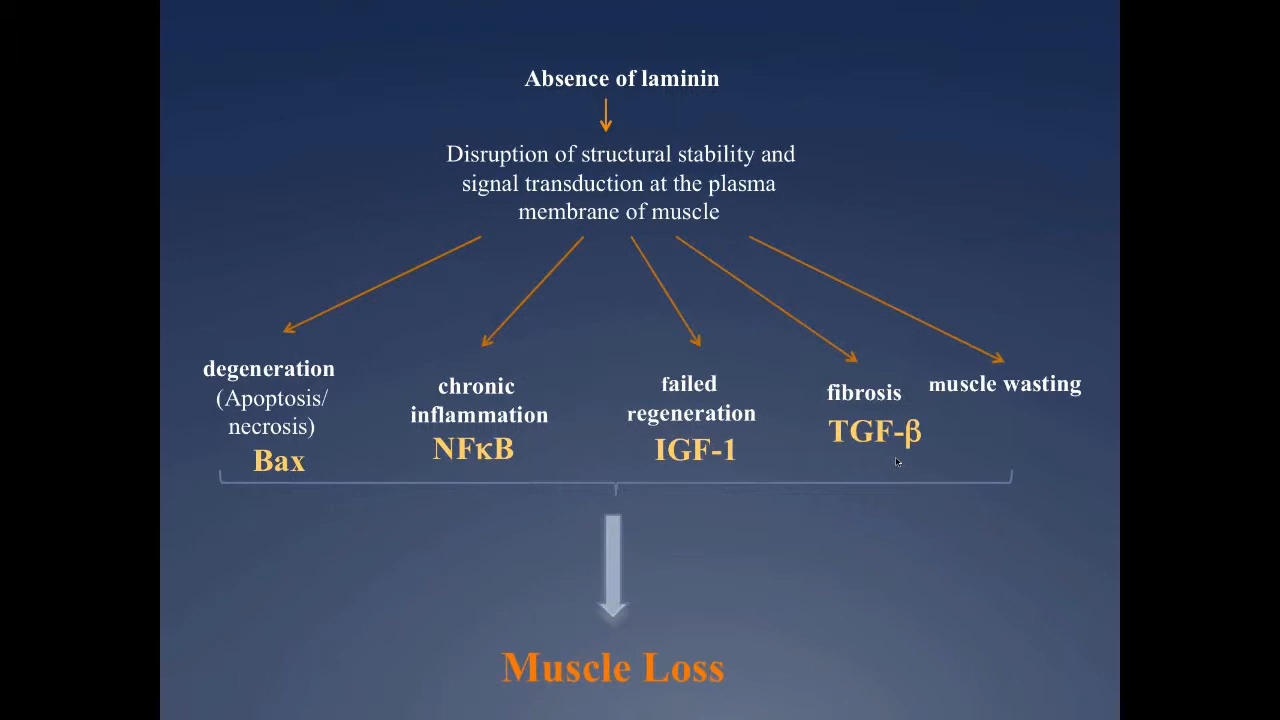 Absence of laminin
Disruption of structural stability and
signal transduction at the plasma
membrane of muscle
degeneration
(Apoptosis/
necrosis)
Bax
chronic
inflammation
NFκB
failed
regeneration
IGF-1
fibrosis
TGF-β
muscle wasting
Muscle Loss